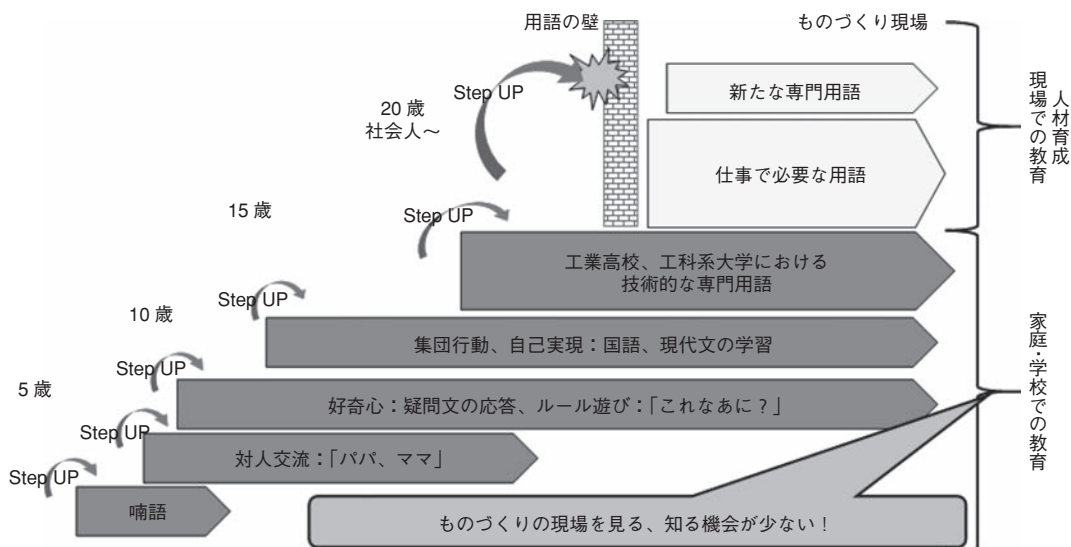 用語の壁
ものづくり現場
Step UP
20 歳
社会人～
新たな専門用語
仕事で必要な用語
人材育成
現場での教育
15 歳
Step UP
工業高校、工科系大学における
技術的な専門用語
Step UP
10 歳
集団行動、自己実現：国語、現代文の学習
Step UP
5 歳
好奇心：疑問文の応答、ルール遊び：「これなあに？」
Step UP
対人交流：「パパ、ママ」
Step UP
喃語
家庭・学校での教育
ものづくりの現場を見る、知る機会が少ない！